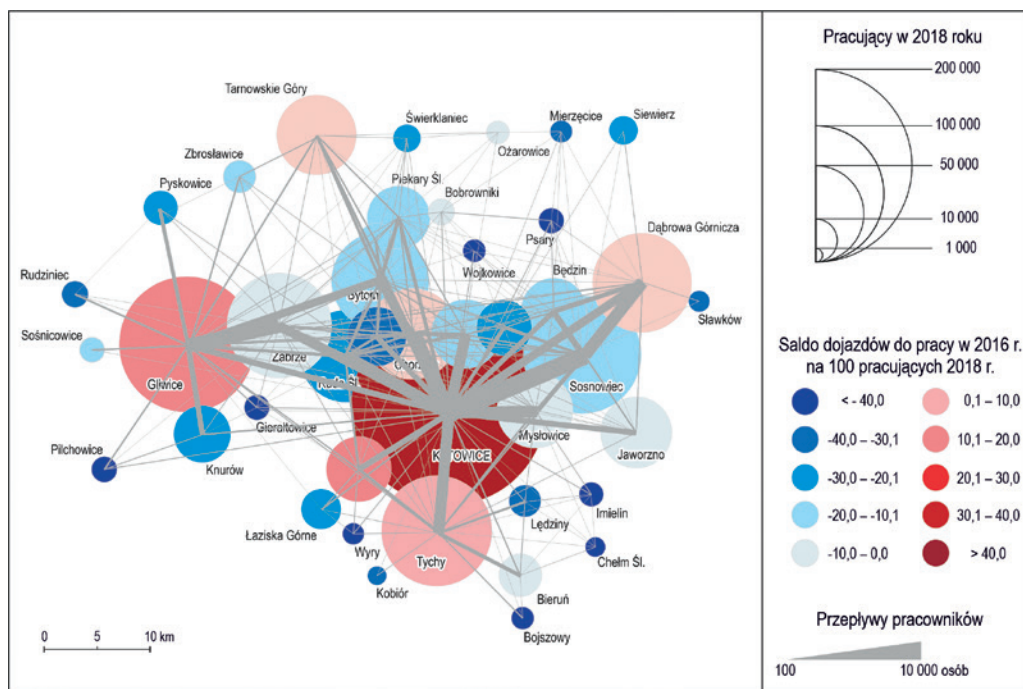 Tarnowskie Góry
Świerklaniec
Mierzęcice
Siewierz
Ożarowice
Zbrosławice
Piekary Śl.
Pyskowice
Bobrowniki
Psary
Dąbrowa Górnicza
Wojkowice
Będzin
Rudziniec
Bytom
Sławków
Sośnicowice
Zabrze
Chorzów
Gliwice
Ruda Śl.
Sosnowiec
Gierałtowice
Mysłowice
Pilchowice
Knurów
KATOWICE
Jaworzno
Imielin
Lędziny
Łaziska Górne
Wyry
Tychy
Chełm Śl.
Kobiór
Bieruń
Bojszowy
0 5 10 km
Pracujący w 2018 roku
200 000
100 000
50 000
10 000
1 000
Saldo dojazdów do pracy w 2016 r.
na 100 pracujących 2018 r.
< - 40,0 0,1 – 10,0
-40,0 – -30,1 10,1 – 20,0
-30,0 – -20,1 20,1 – 30,0
-20,0 – -10,1 30,1 – 40,0
-10,0 – 0,0 > 40,0
Przepływy pracowników
100 10 000 osób